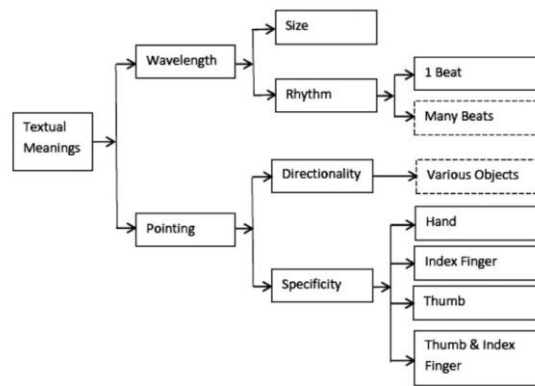 Textual
Meanings
Wavelength
Size
Rhythm
1 Beat
Many Beats
Pointing
Directionality
Various Objects
Specificity
Hand
Index Finger
Thumb
Thumb & Index
Finger